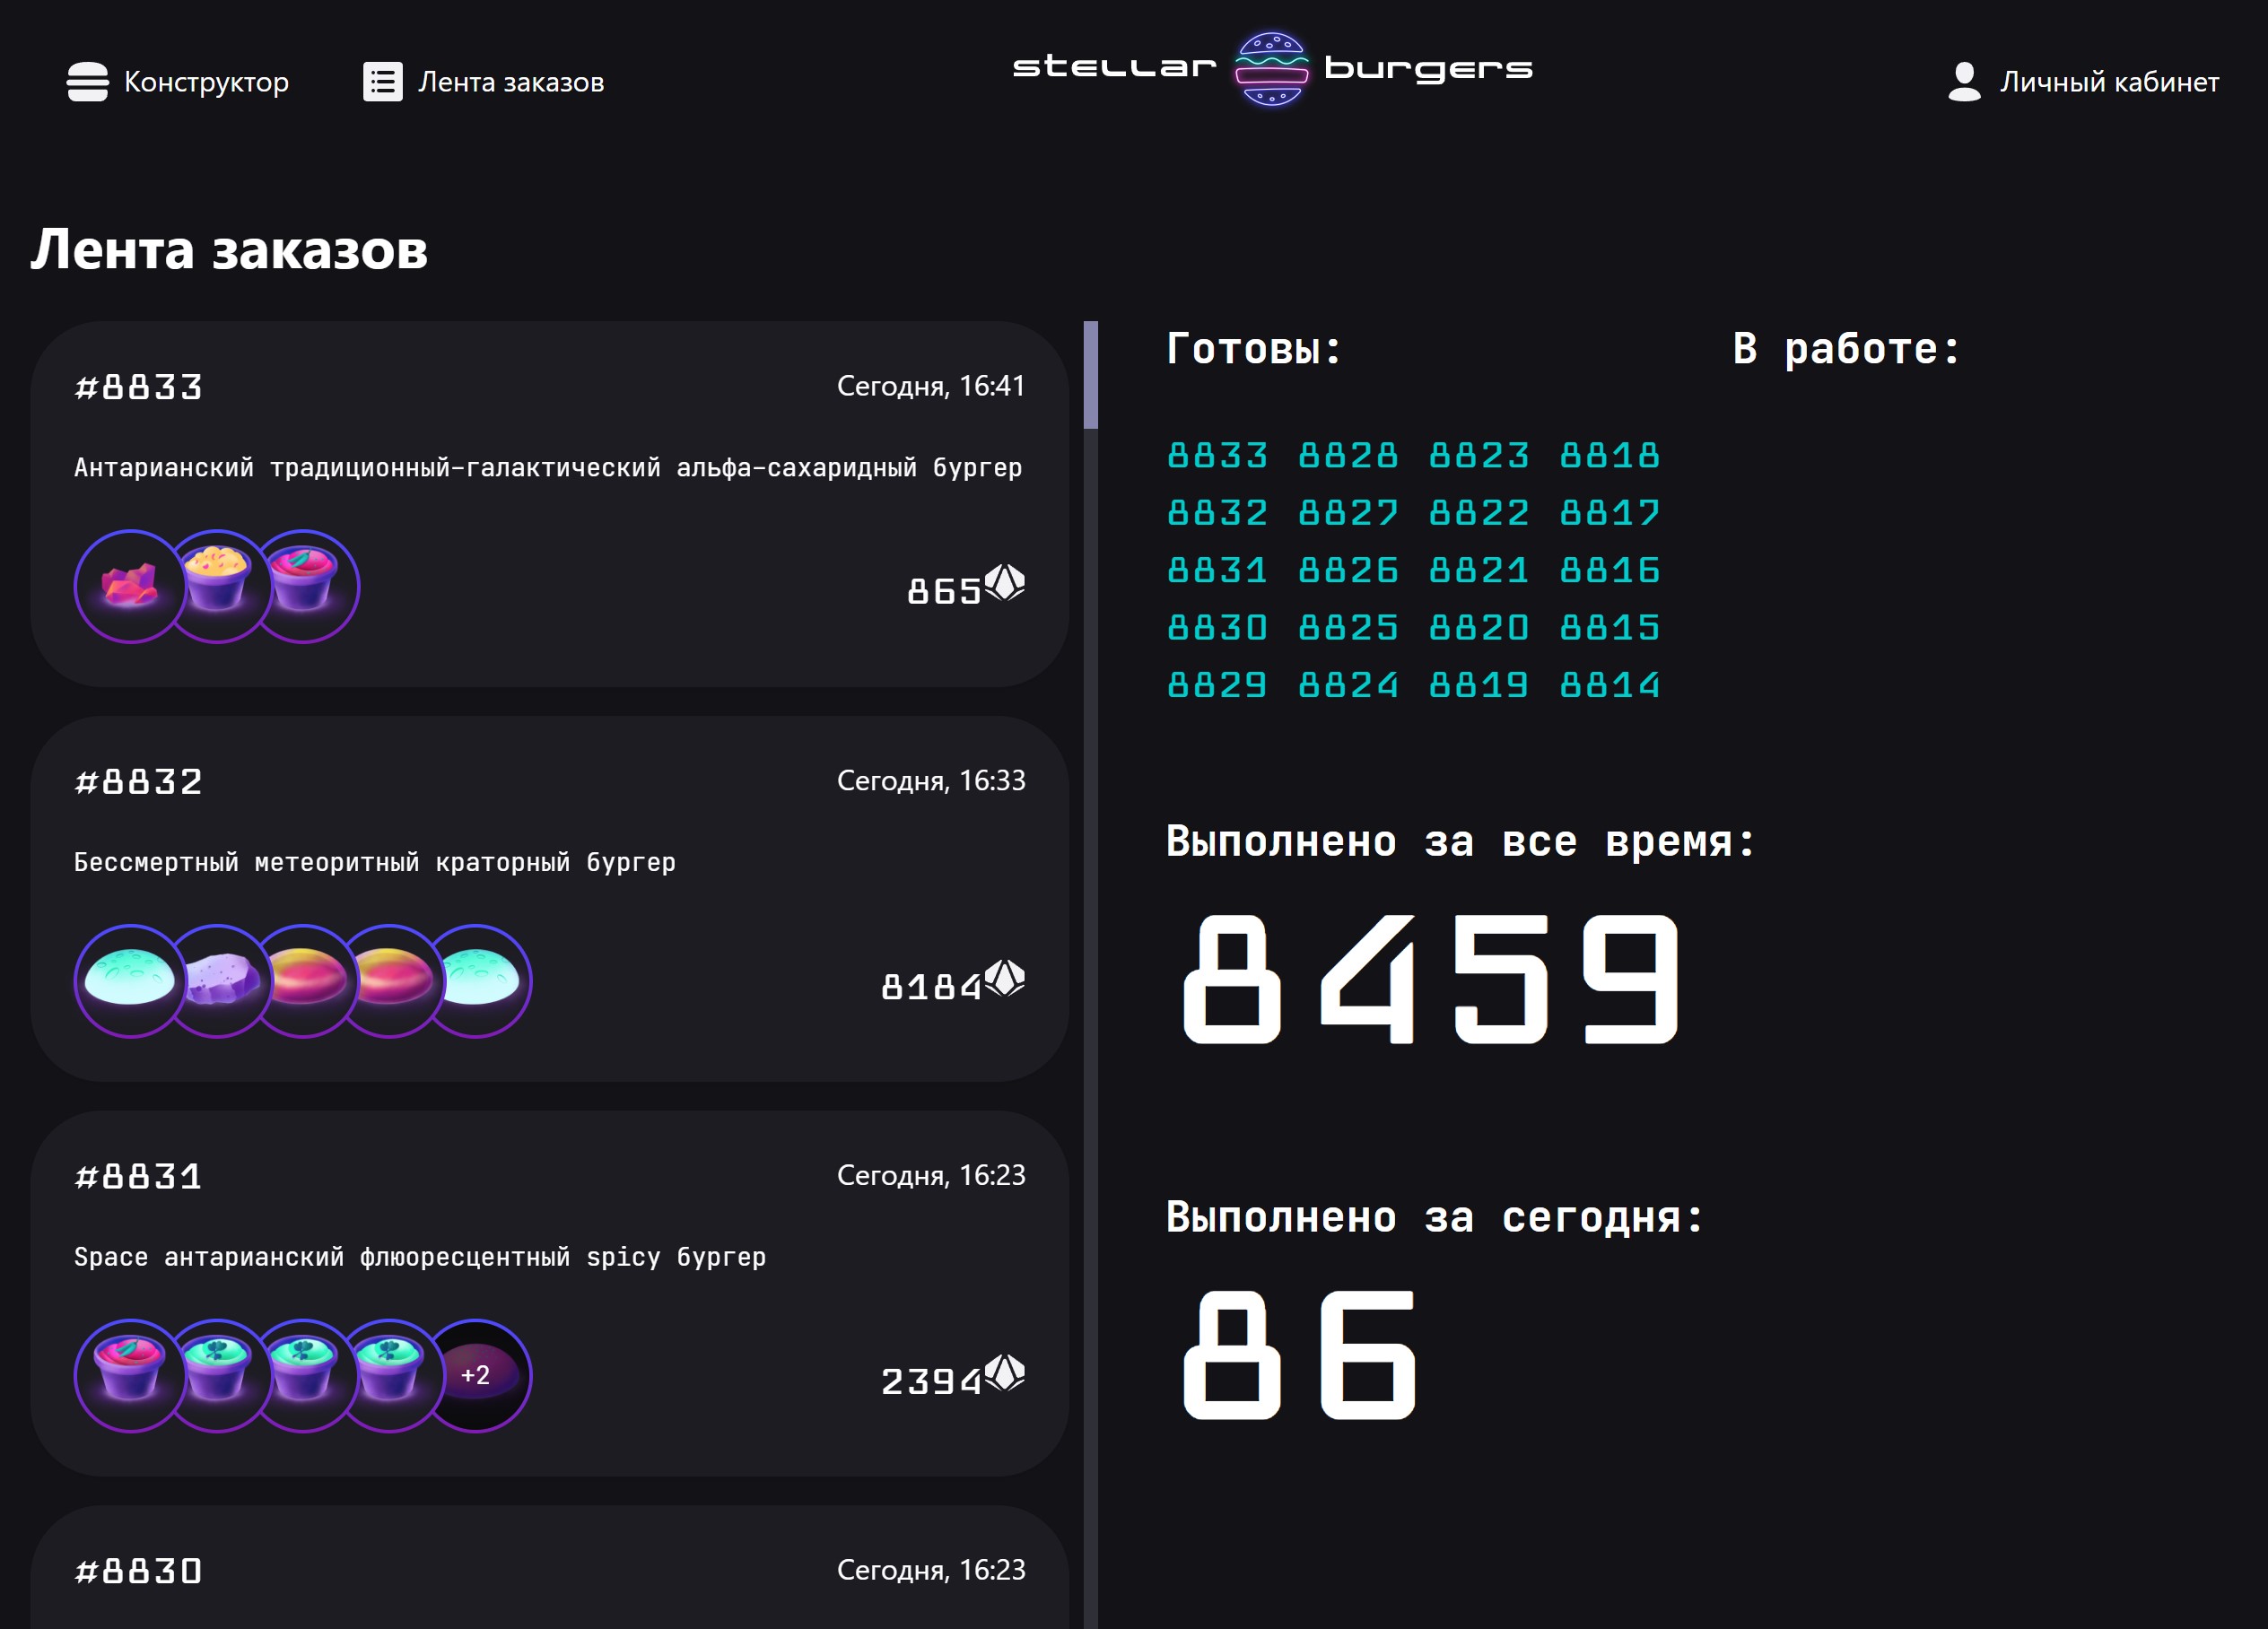 Конструктор
Лента заказов
stellar burgers
Личный кабинет
Лента заказов
#8833
Сегодня, 16:41
Антарианский традиционный-галактический альфа-сахаридный бургер
865
#8832
Сегодня, 16:33
Бессмертный метеоритный краторный бургер
8184
#8831
Сегодня, 16:23
Space антарианский флюоресцентный spicy бургер
+2
2394
#8830
Сегодня, 16:23
Готовы:
В работе:
8833 8828 8823 8818
8832 8827 8822 8817
8831 8826 8821 8816
8830 8825 8820 8815
8829 8824 8819 8814
Выполнено за все время:
8459
Выполнено за сегодня:
86